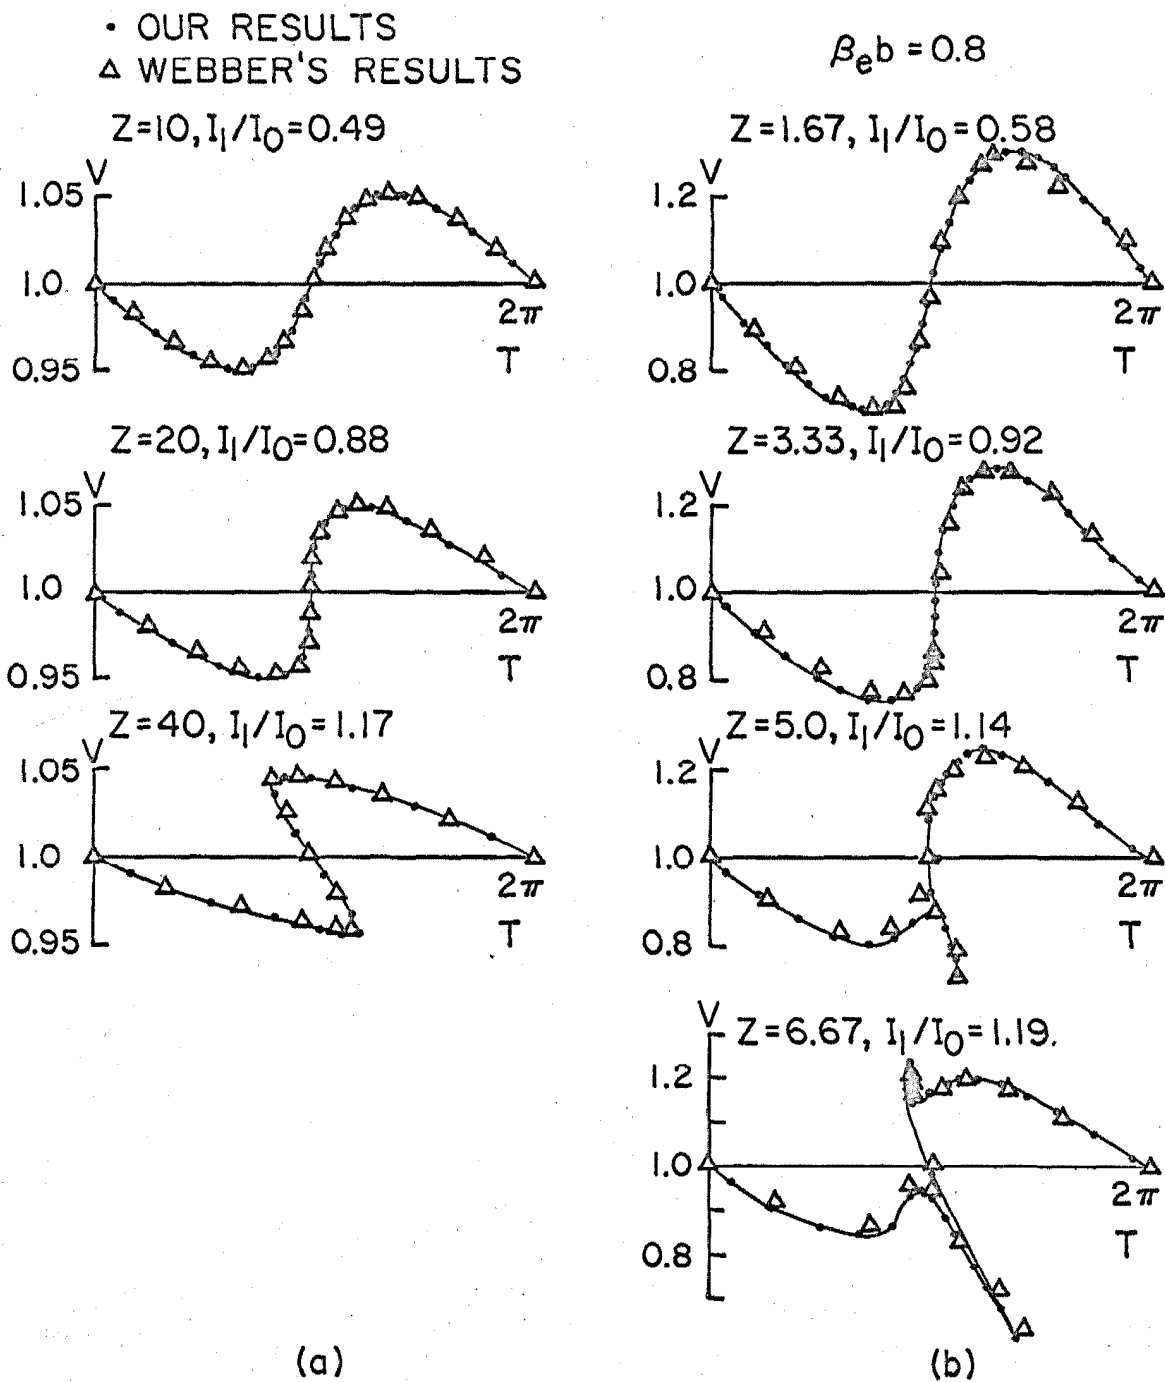 • OUR RESULTS
△ WEBBER'S RESULTS
βₑb = 0.8
Z=10, I₁/I₀=0.49
V
1.05
1.0
0.95
2π
T
Z=20, I₁/I₀=0.88
V
1.05
1.0
0.95
2π
T
Z=40, I₁/I₀=1.17
V
1.05
1.0
0.95
2π
T
(a)
Z=1.67, I₁/I₀=0.58
V
1.2
1.0
0.8
2π
T
Z=3.33, I₁/I₀=0.92
V
1.2
1.0
0.8
2π
T
Z=5.0, I₁/I₀=1.14
V
1.2
1.0
0.8
2π
T
Z=6.67, I₁/I₀=1.19.
V
1.2
1.0
0.8
2π
T
(b)